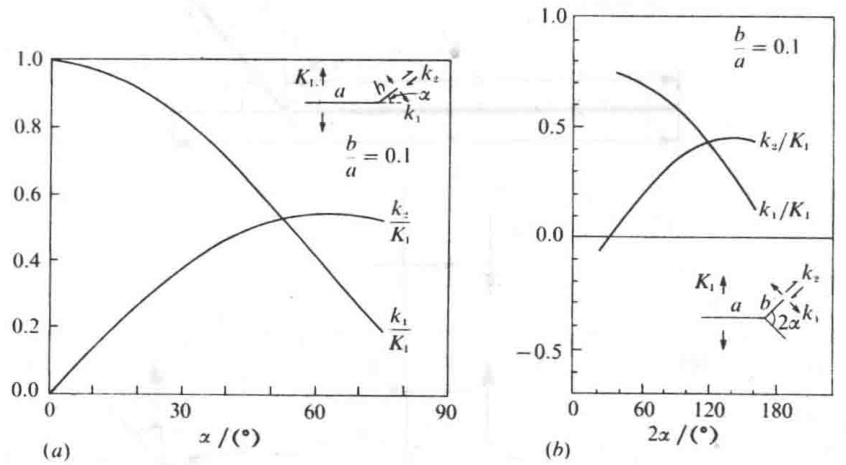 1.0
0.8
0.6
0.4
0.2
0.0
0
30
60
90
α /(°)
(a)
K₁
a
b
k₂
α
k₁
b/a = 0.1
k₂/K₁
k₁/K₁
1.0
0.5
0.0
−0.5
0
60
120
180
2α /(°)
(b)
b/a = 0.1
k₂/K₁
k₁/K₁
K₁
a
b
k₂
k₁
2α